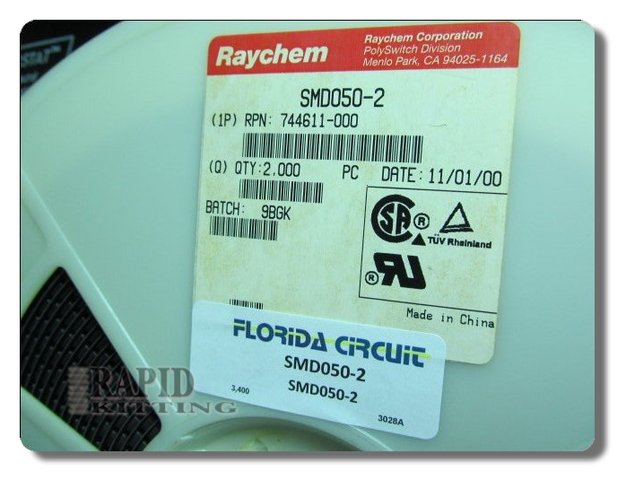 Raychem
Raychem Corporation
PolySwitch Division
Menlo Park, CA 94025-1164
SMD050-2
(1P) RPN: 744611-000
(Q) QTY:2.000 PC DATE: 11/01/00
BATCH: 9BGK
SA ®
TÜV Rheinland
® UR
Made in China
FLORIDA CIRCUIT
SMD050-2
SMD050-2
3,400
3028A
RAPID
KITTING